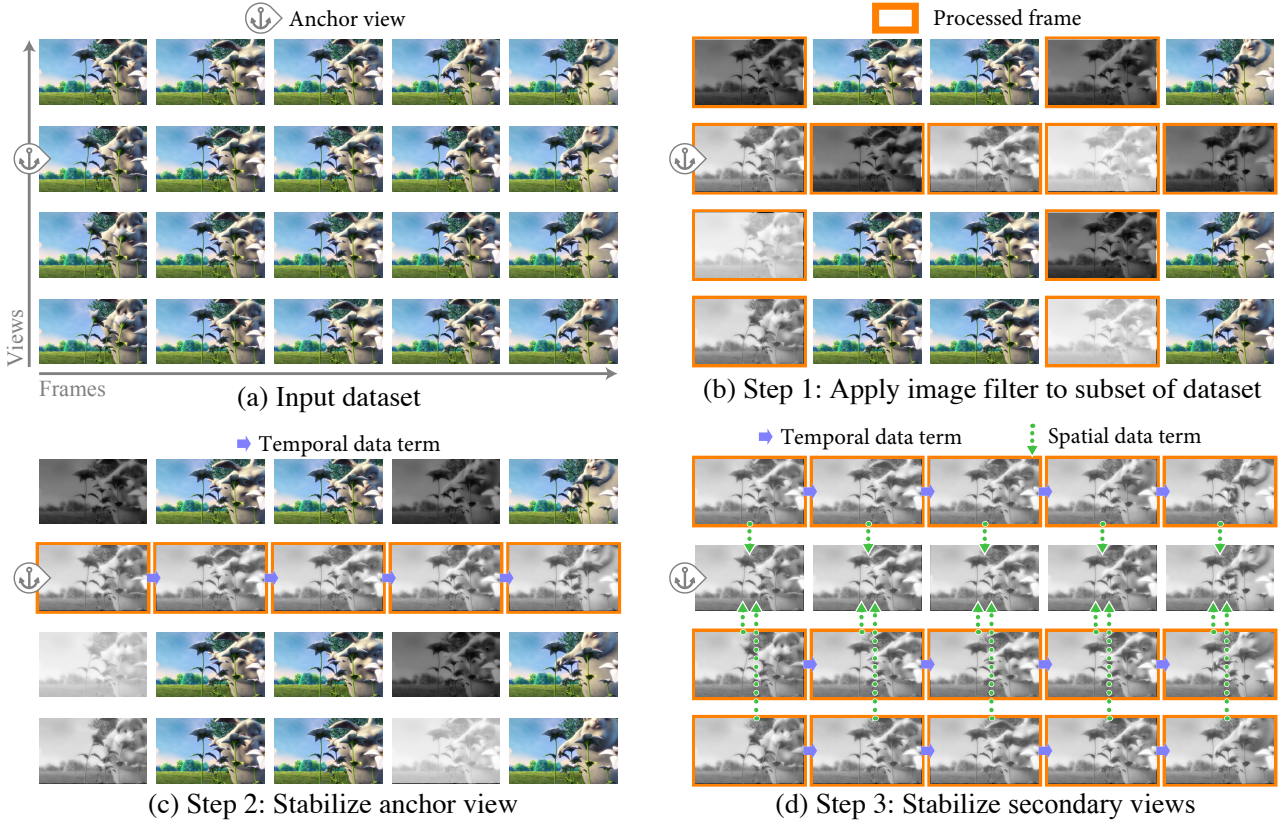 Anchor view
Views
Frames
(a) Input dataset
Processed frame
(b) Step 1: Apply image filter to subset of dataset
Temporal data term
(c) Step 2: Stabilize anchor view
Temporal data term
Spatial data term
(d) Step 3: Stabilize secondary views